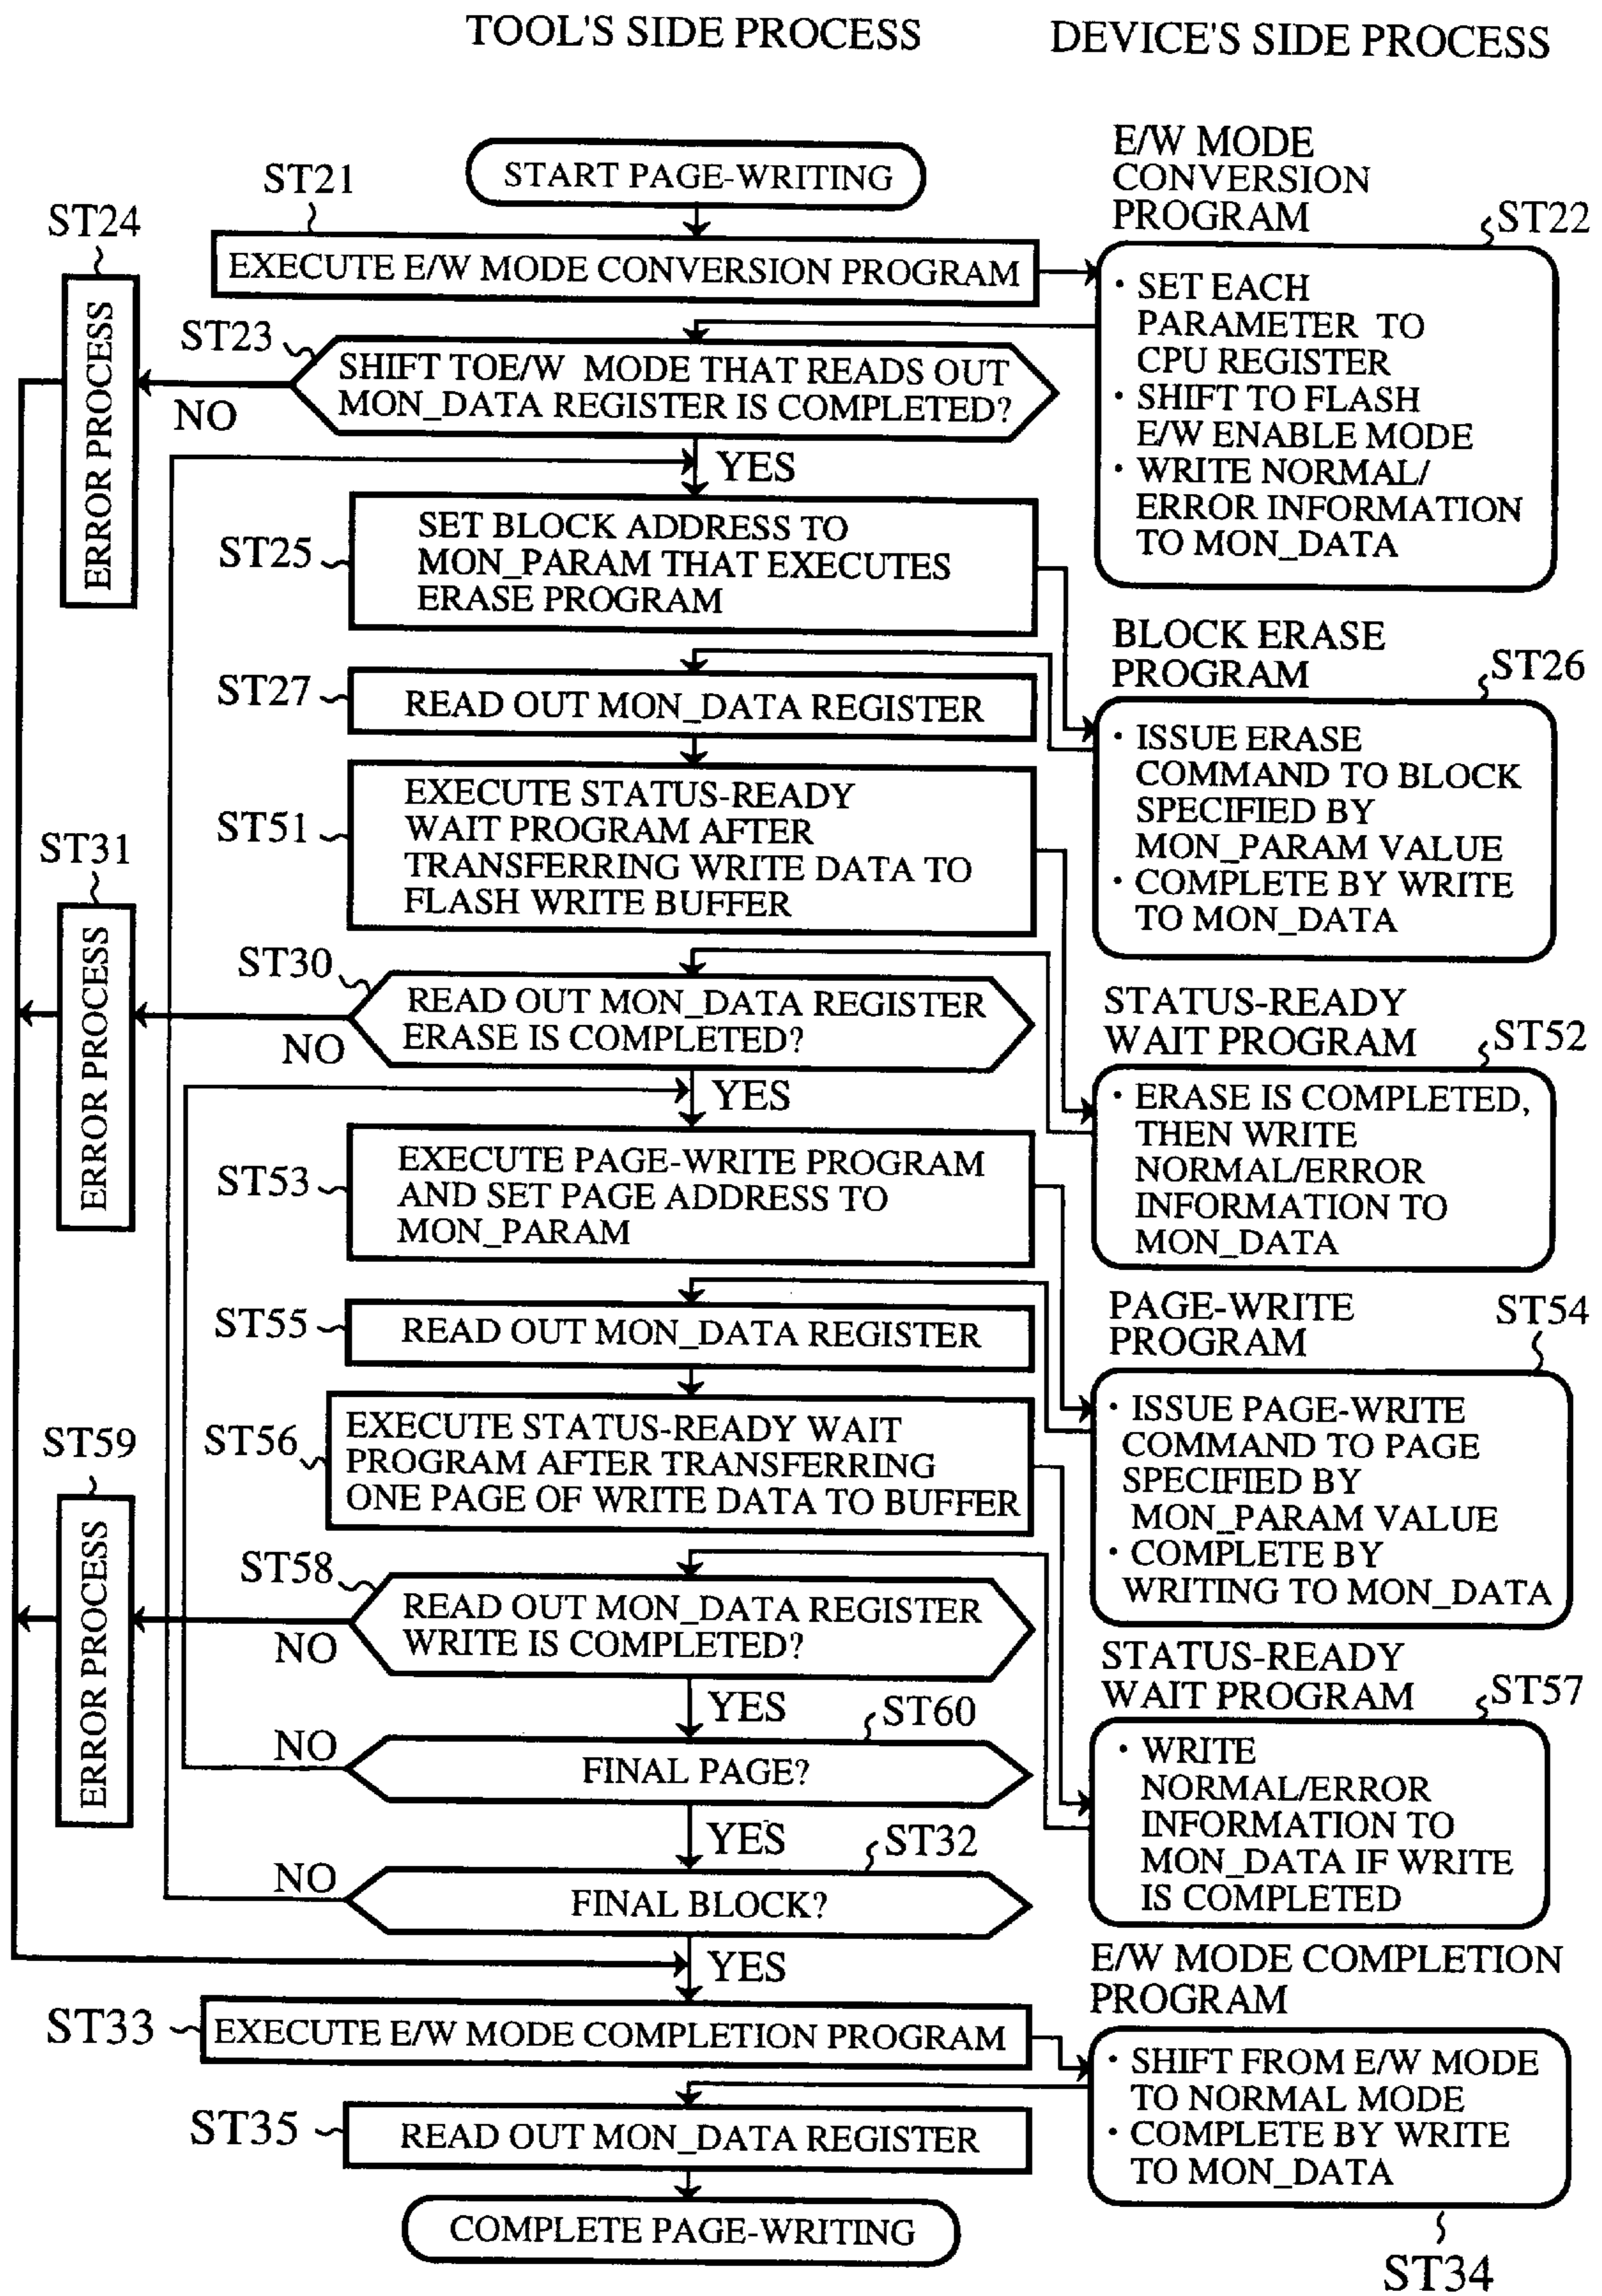 TOOL'S SIDE PROCESS
DEVICE'S SIDE PROCESS
START PAGE-WRITING
ST21
EXECUTE E/W MODE CONVERSION PROGRAM
E/W MODE
CONVERSION
PROGRAM
ST22
· SET EACH
PARAMETER TO
CPU REGISTER
· SHIFT TO FLASH
E/W ENABLE MODE
· WRITE NORMAL/
ERROR INFORMATION
TO MON_DATA
ST24
ERROR PROCESS
ST23
SHIFT TOE/W MODE THAT READS OUT
MON_DATA REGISTER IS COMPLETED?
NO
YES
ST25
SET BLOCK ADDRESS TO
MON_PARAM THAT EXECUTES
ERASE PROGRAM
BLOCK ERASE
PROGRAM
ST26
· ISSUE ERASE
COMMAND TO BLOCK
SPECIFIED BY
MON_PARAM VALUE
· COMPLETE BY WRITE
TO MON_DATA
ST27
READ OUT MON_DATA REGISTER
ST51
EXECUTE STATUS-READY
WAIT PROGRAM AFTER
TRANSFERRING WRITE DATA TO
FLASH WRITE BUFFER
ST31
ERROR PROCESS
ST30
READ OUT MON_DATA REGISTER
ERASE IS COMPLETED?
NO
YES
STATUS-READY
WAIT PROGRAM
ST52
· ERASE IS COMPLETED,
THEN WRITE
NORMAL/ERROR
INFORMATION TO
MON_DATA
ST53
EXECUTE PAGE-WRITE PROGRAM
AND SET PAGE ADDRESS TO
MON_PARAM
ST55
READ OUT MON_DATA REGISTER
PAGE-WRITE
PROGRAM
ST54
· ISSUE PAGE-WRITE
COMMAND TO PAGE
SPECIFIED BY
MON_PARAM VALUE
· COMPLETE BY
WRITING TO MON_DATA
ST56
EXECUTE STATUS-READY WAIT
PROGRAM AFTER TRANSFERRING
ONE PAGE OF WRITE DATA TO BUFFER
ST59
ERROR PROCESS
ST58
READ OUT MON_DATA REGISTER
WRITE IS COMPLETED?
NO
YES
STATUS-READY
WAIT PROGRAM
ST57
· WRITE
NORMAL/ERROR
INFORMATION TO
MON_DATA IF WRITE
IS COMPLETED
ST60
NO
FINAL PAGE?
YES
ST32
NO
FINAL BLOCK?
YES
ST33
EXECUTE E/W MODE COMPLETION PROGRAM
E/W MODE COMPLETION
PROGRAM
· SHIFT FROM E/W MODE
TO NORMAL MODE
· COMPLETE BY WRITE
TO MON_DATA
ST34
ST35
READ OUT MON_DATA REGISTER
COMPLETE PAGE-WRITING